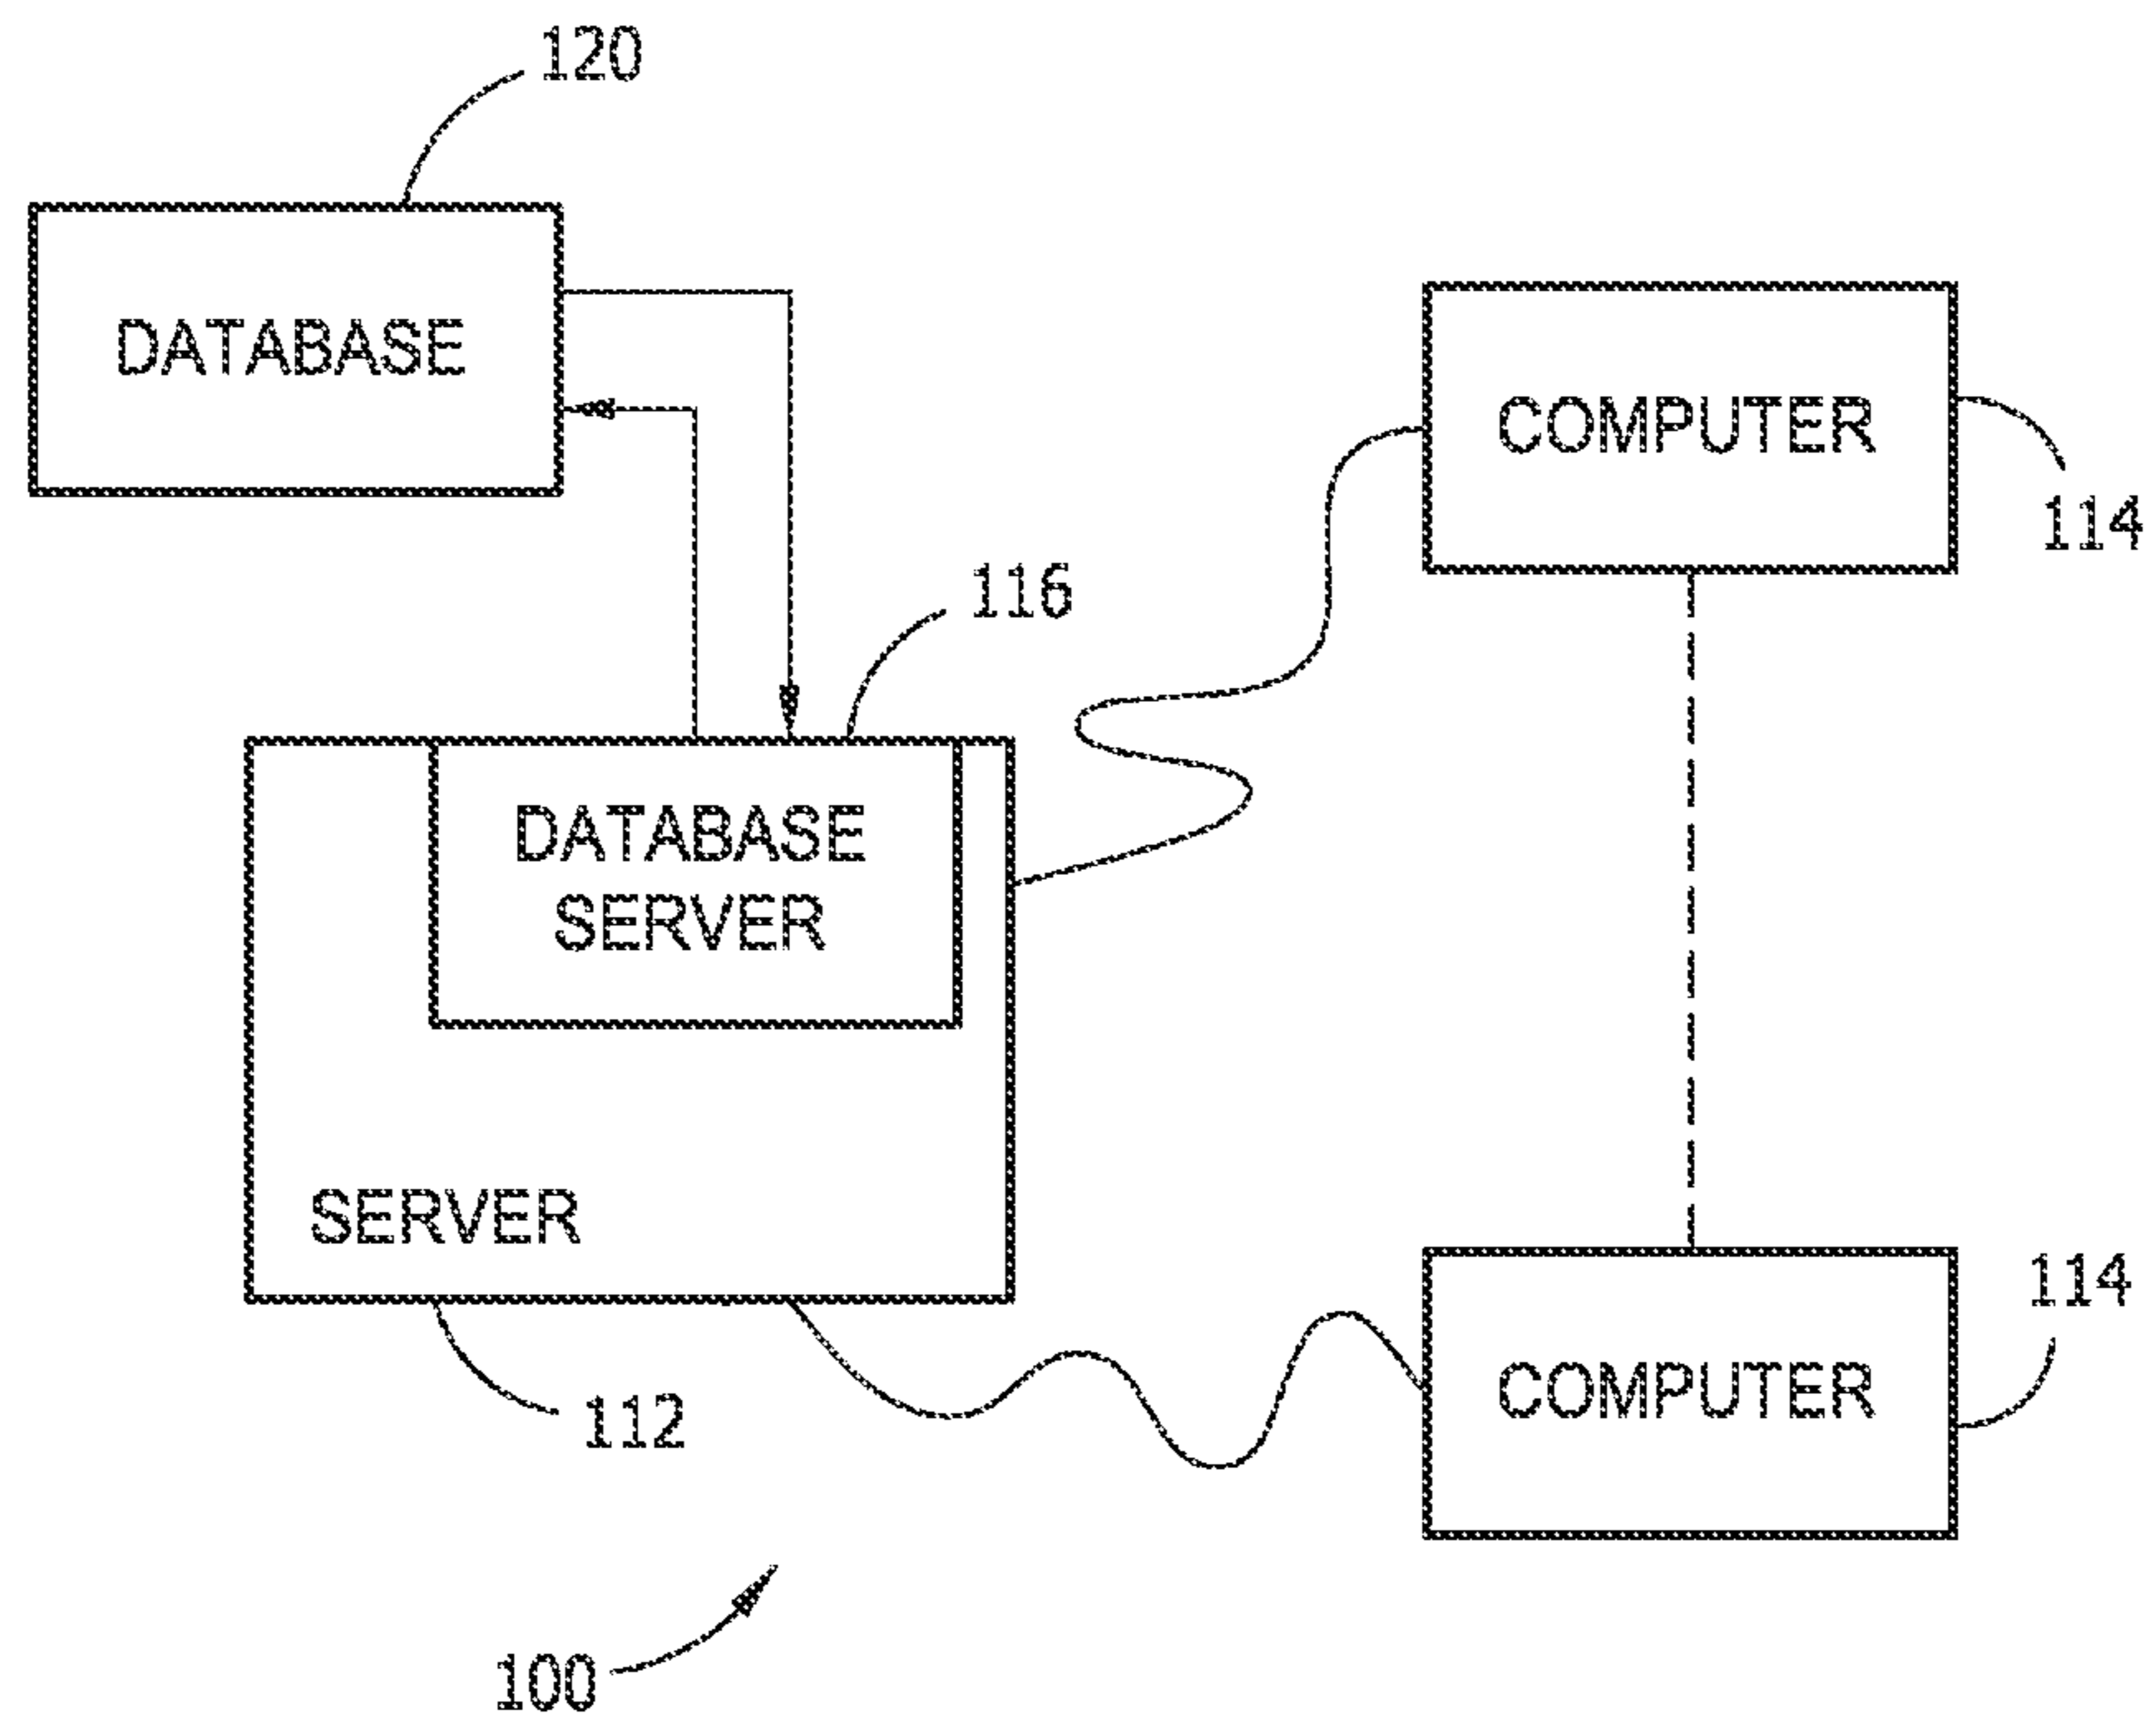 120
DATABASE
COMPUTER
114
116
DATABASE
SERVER
SERVER
114
COMPUTER
112
100